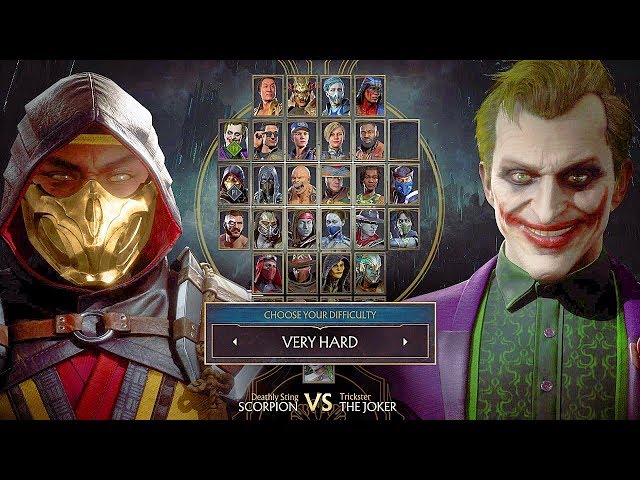 CHOOSE YOUR DIFFICULTY
VERY HARD
Deathly Sting
SCORPION
VS
Trickster
THE JOKER